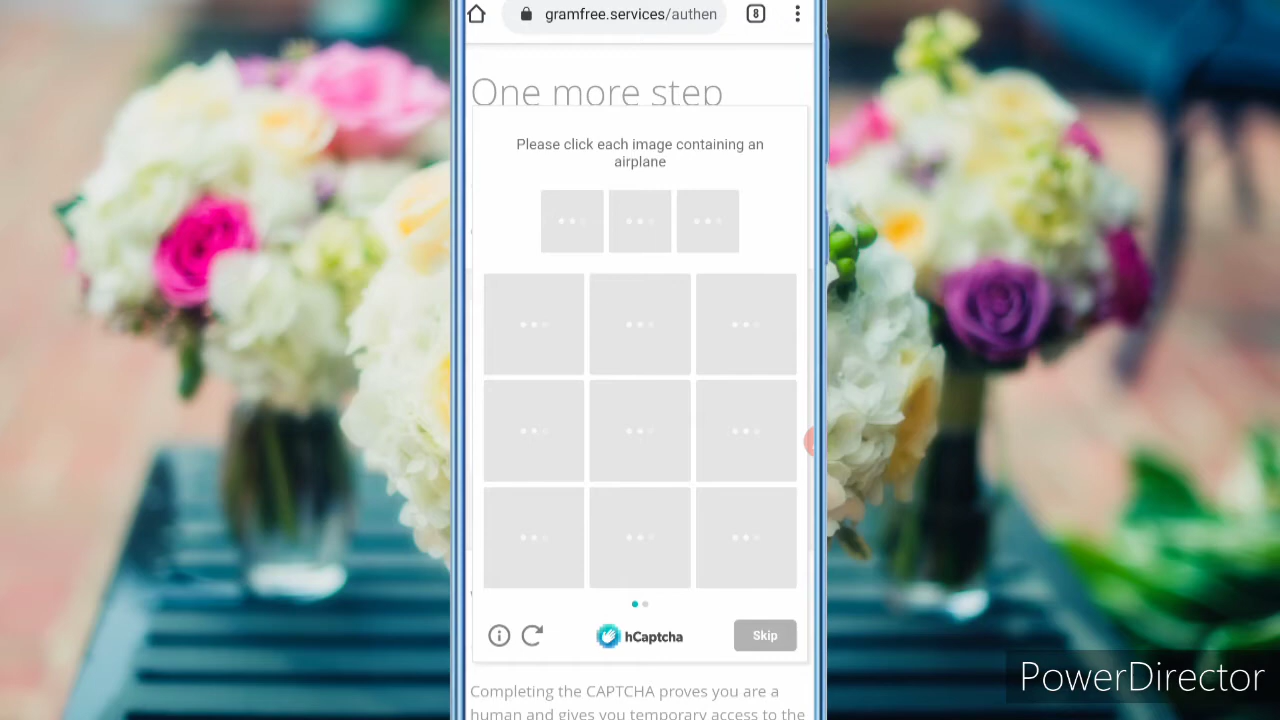 gramfree.services/authen
8
One more step
Please click each image containing an
airplane
hCaptcha
Skip
Completing the CAPTCHA proves you are a
human and gives you temporary access to the
PowerDirector